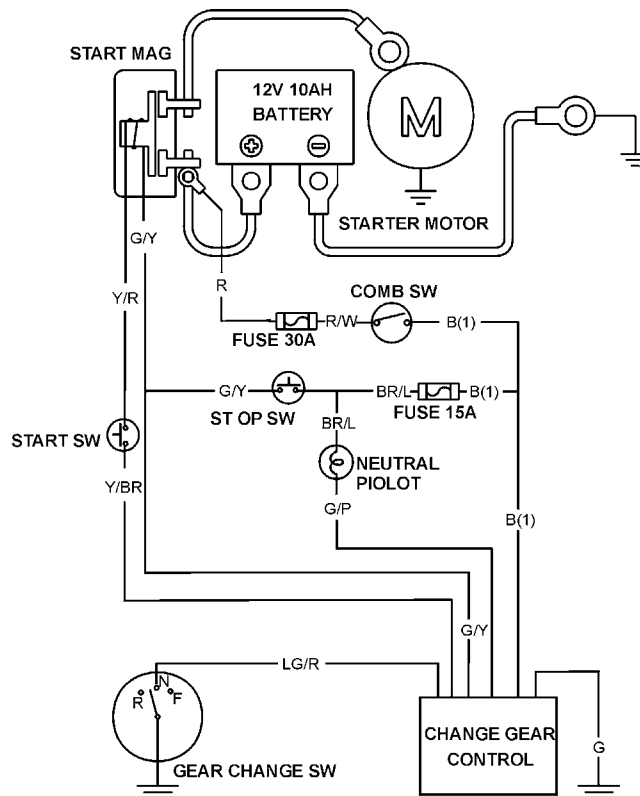 START MAG
12V 10AH
BATTERY
M
STARTER MOTOR
G/Y
Y/R
R
COMB SW
R/W
B(1)
FUSE 30A
G/Y
BR/L
B(1)
ST OP SW
FUSE 15A
START SW
BR/L
NEUTRAL
PIOLOT
Y/BR
G/P
B(1)
G/Y
LG/R
N
R
F
CHANGE GEAR
CONTROL
G
GEAR CHANGE SW